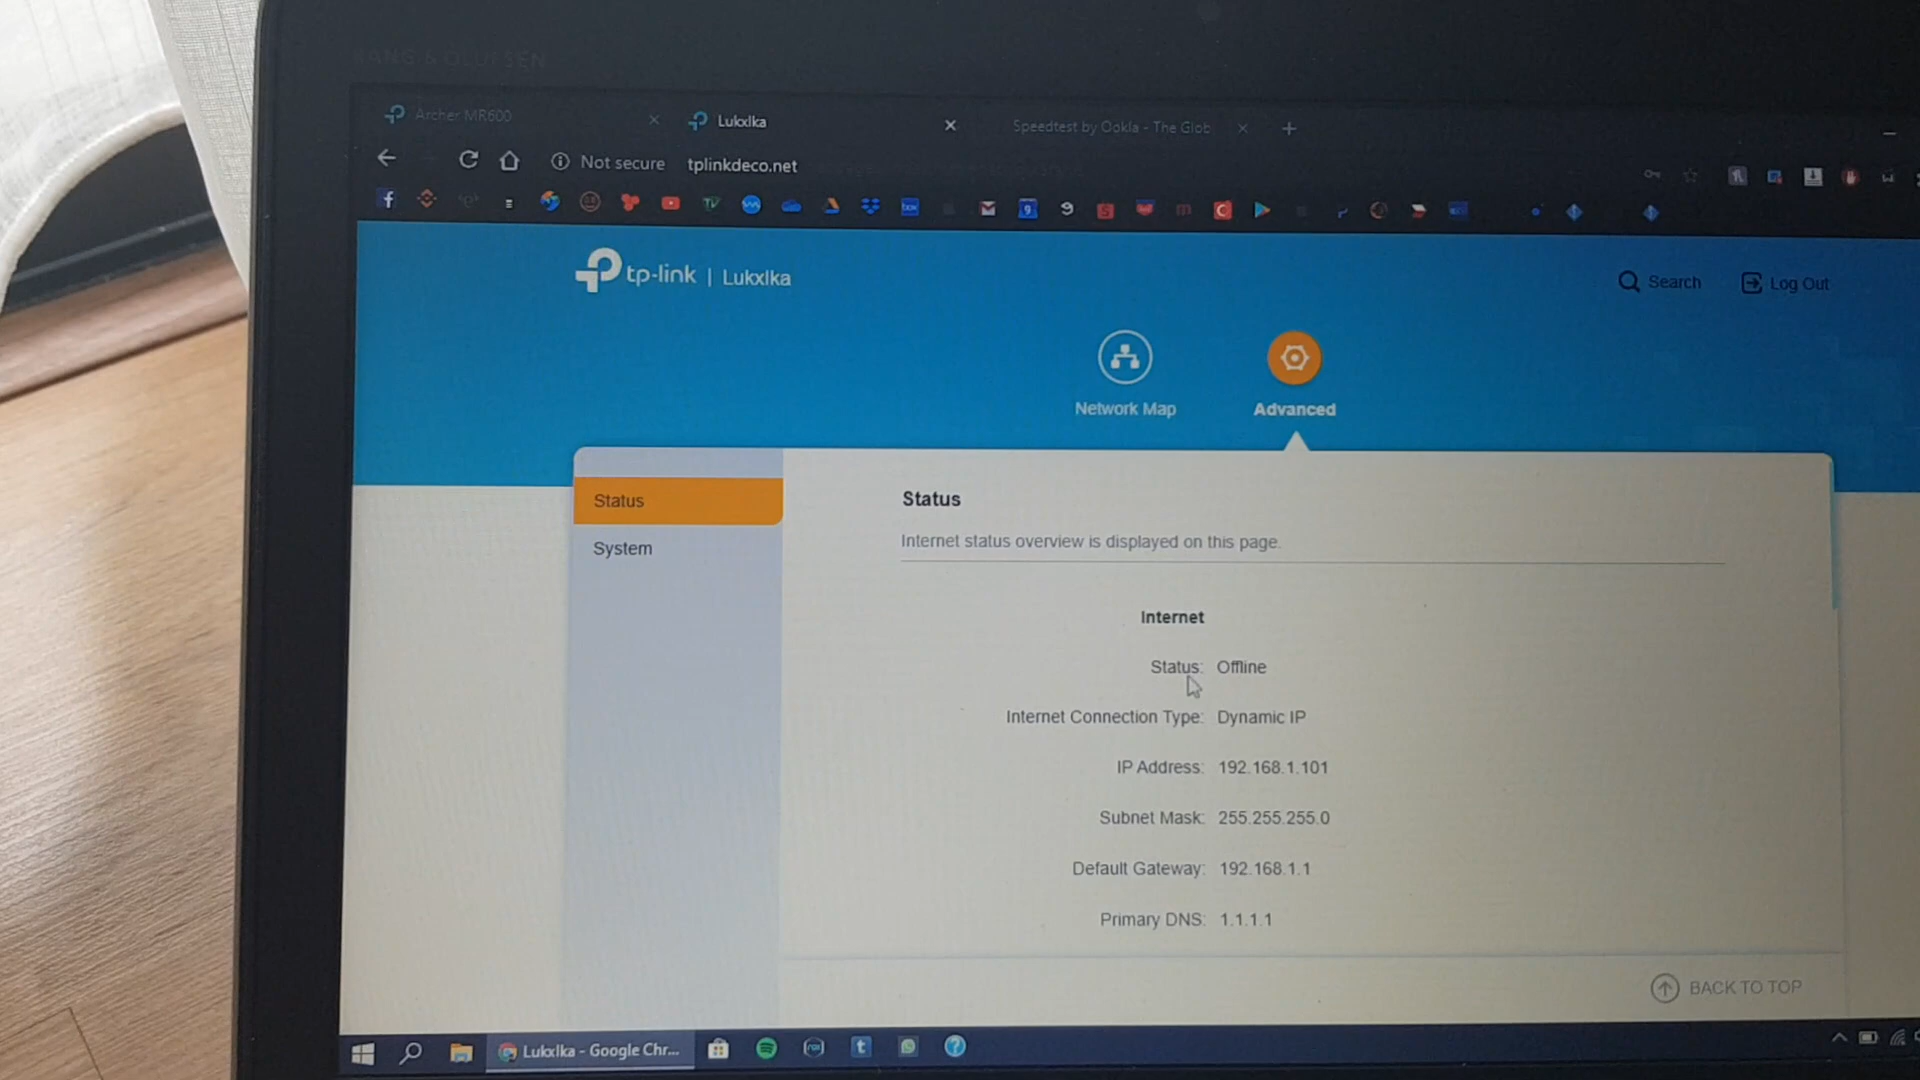 BANG & OLUFSEN
Archer MR600
Lukxlka
Speedtest by Ookla - The Glob
Not secure
tplinkdeco.net
tp-link | Lukxlka
Search
Log Out
Network Map
Advanced
Status
System
Status
Internet status overview is displayed on this page.
Internet
Status: Offline
Internet Connection Type: Dynamic IP
IP Address: 192.168.1.101
Subnet Mask: 255.255.255.0
Default Gateway: 192.168.1.1
Primary DNS: 1.1.1.1
BACK TO TOP
Lukxlka - Google Chr...